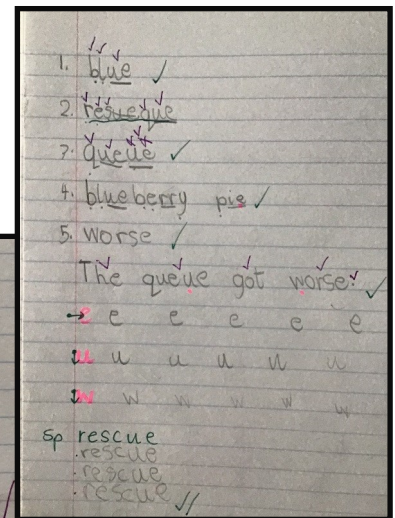 1. blue ✓
2. rescueque
3. queue ✓
4. blueberry pie ✓
5. worse ✓
The queue got worse. ✓
e e e e e e
u u u u u u
w w w w w w
sp rescue
rescue
rescue
rescue ✓✓